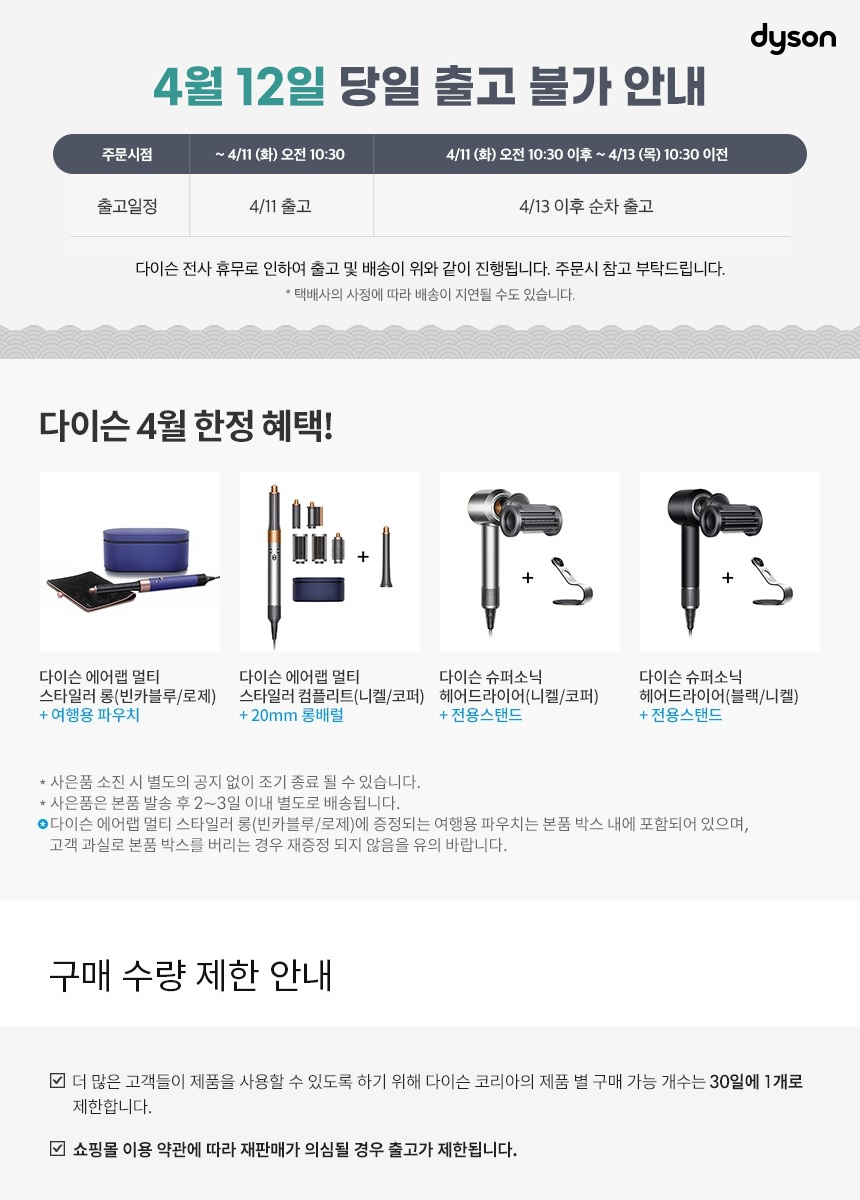 dyson
4월 12일 당일 출고 불가 안내
주문시점 ~ 4/11 (화) 오전 10:30 4/11 (화) 오전 10:30 이후 ~ 4/13 (목) 10:30 이전
출고일정 4/11 출고 4/13 이후 순차 출고
다이슨 전사 휴무로 인하여 출고 및 배송이 위와 같이 진행됩니다. 주문시 참고 부탁드립니다.
* 택배사의 사정에 따라 배송이 지연될 수도 있습니다.
다이슨 4월 한정 혜택!
+
+
+
다이슨 에어랩 멀티
스타일러 롱(빈카블루/로제)
+ 여행용 파우치
다이슨 에어랩 멀티
스타일러 컴플리트(니켈/코퍼)
+ 20mm 롱배럴
다이슨 슈퍼소닉
헤어드라이어(니켈/코퍼)
+ 전용스탠드
다이슨 슈퍼소닉
헤어드라이어(블랙/니켈)
+ 전용스탠드
* 사은품 소진 시 별도의 공지 없이 조기 종료 될 수 있습니다.
* 사은품은 본품 발송 후 2~3일 이내 별도로 배송됩니다.
다이슨 에어랩 멀티 스타일러 롱(빈카블루/로제)에 증정되는 여행용 파우치는 본품 박스 내에 포함되어 있으며,
고객 과실로 본품 박스를 버리는 경우 재증정 되지 않음을 유의 바랍니다.
구매 수량 제한 안내
더 많은 고객들이 제품을 사용할 수 있도록 하기 위해 다이슨 코리아의 제품 별 구매 가능 개수는 30일에 1개로
제한합니다.
쇼핑몰 이용 약관에 따라 재판매가 의심될 경우 출고가 제한됩니다.